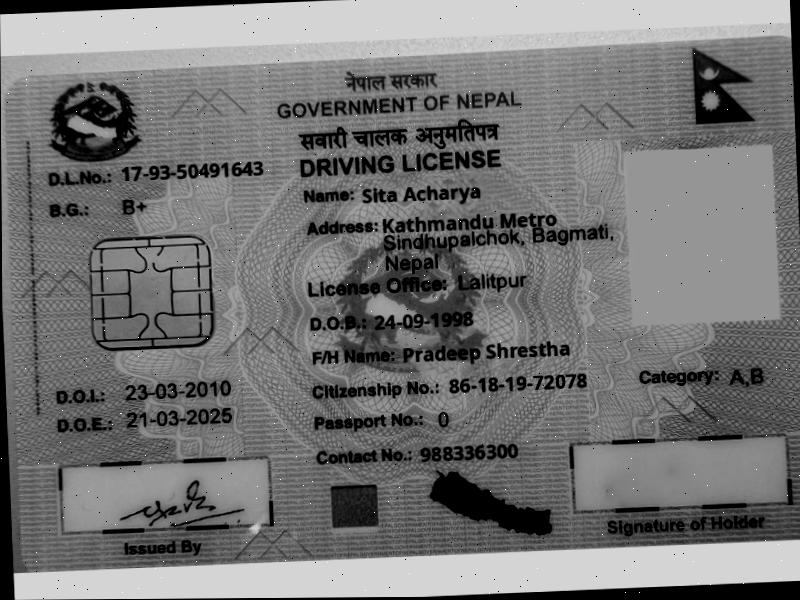 नेपाल सरकार
GOVERNMENT OF NEPAL
सवारी चालक अनुमतिपत्र
DRIVING LICENSE
D.L.No.: 17-93-50491643
B.G.: B+
Name: Sita Acharya
Address: Kathmandu Metro
Sindhupalchok, Bagmati,
Nepal
License Office: Lalitpur
D.O.B.: 24-09-1998
F/H Name: Pradeep Shrestha
Citizenship No.: 86-18-19-72078
Category: A,B
D.O.I.: 23-03-2010
D.O.E.: 21-03-2025
Passport No.: 0
Contact No.: 988336300
Issued By
Signature of Holder